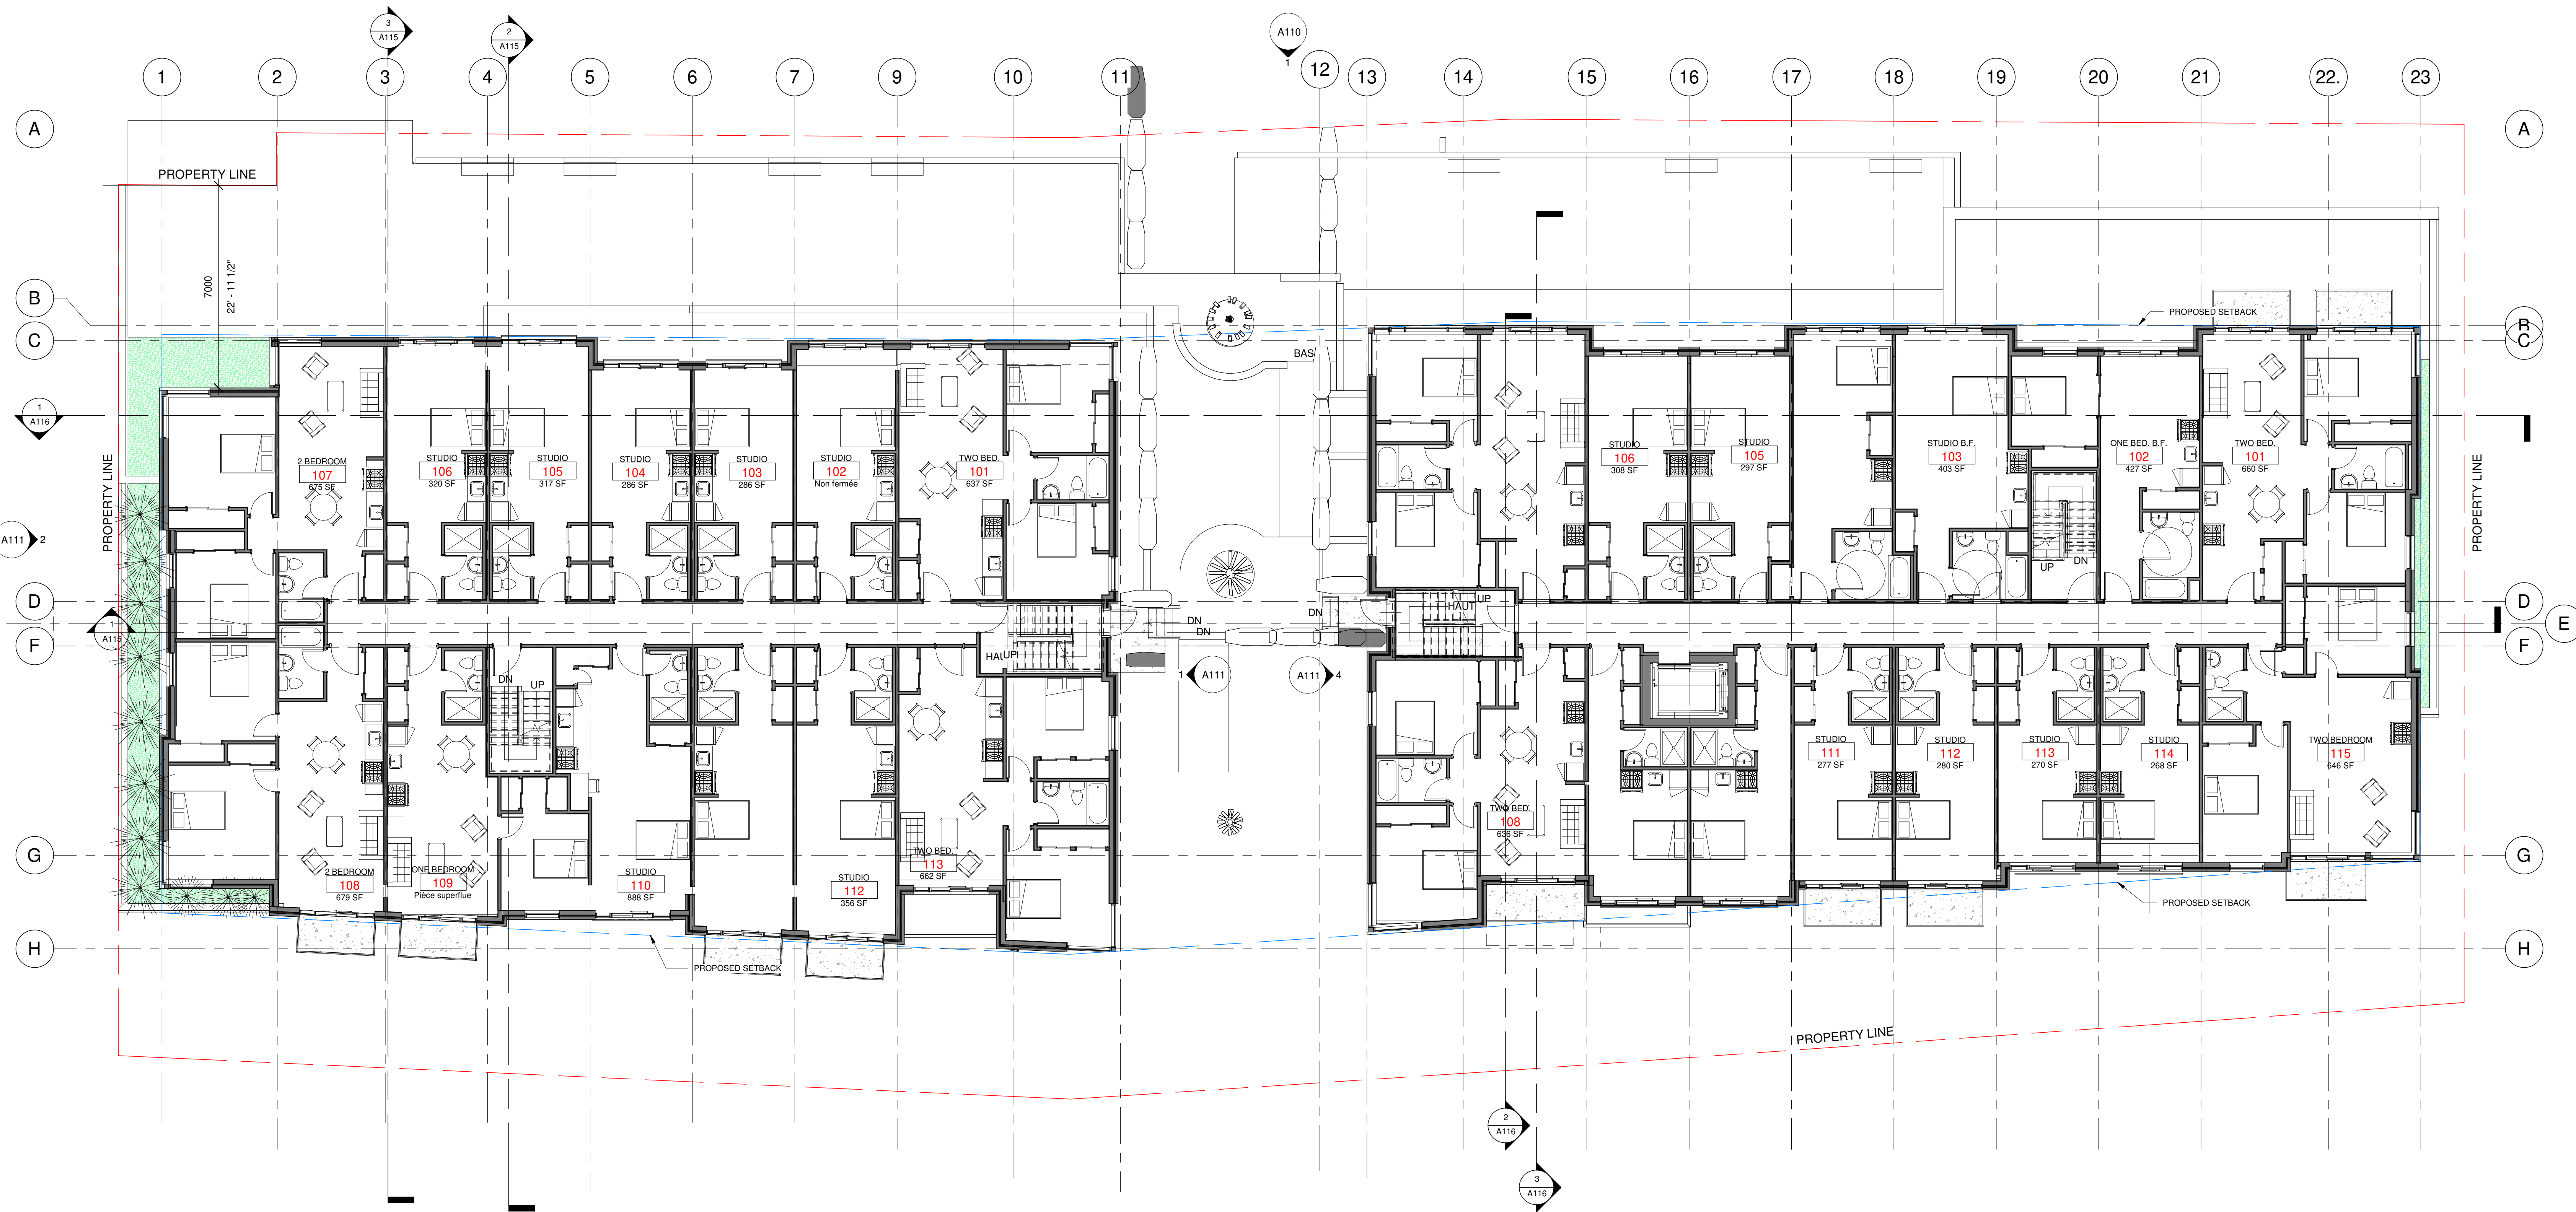 3
A115
2
A115
A110
1
1
2
3
4
5
6
7
9
10
11
12
13
14
15
16
17
18
19
20
21
22.
23
A
A
PROPERTY LINE
7000
22' - 11 1/2"
B
C
PROPOSED SETBACK
B
C
BAS
1
A116
PROPERTY LINE
PROPERTY LINE
2 BEDROOM
107
675 SF
STUDIO
106
320 SF
STUDIO
105
317 SF
STUDIO
104
286 SF
STUDIO
103
286 SF
STUDIO
102
Non fermée
TWO BED.
101
637 SF
STUDIO
106
308 SF
STUDIO
105
297 SF
STUDIO B.F.
103
403 SF
ONE BED. B.F.
102
427 SF
TWO BED.
101
660 SF
A111
2
UP
DN
D
D
1
A115
UP
HAUT
DN
DN
DN
E
F
F
HAUT
UP
1
A111
A111
4
DN
UP
STUDIO
111
277 SF
STUDIO
112
280 SF
STUDIO
113
270 SF
STUDIO
114
268 SF
TWO BEDROOM
115
646 SF
TWO BED.
108
636 SF
G
G
2 BEDROOM
108
679 SF
ONE BEDROOM
109
Pièce superflue
STUDIO
110
888 SF
STUDIO
112
356 SF
TWO BED.
113
662 SF
PROPOSED SETBACK
H
H
PROPOSED SETBACK
PROPERTY LINE
2
A116
3
A116